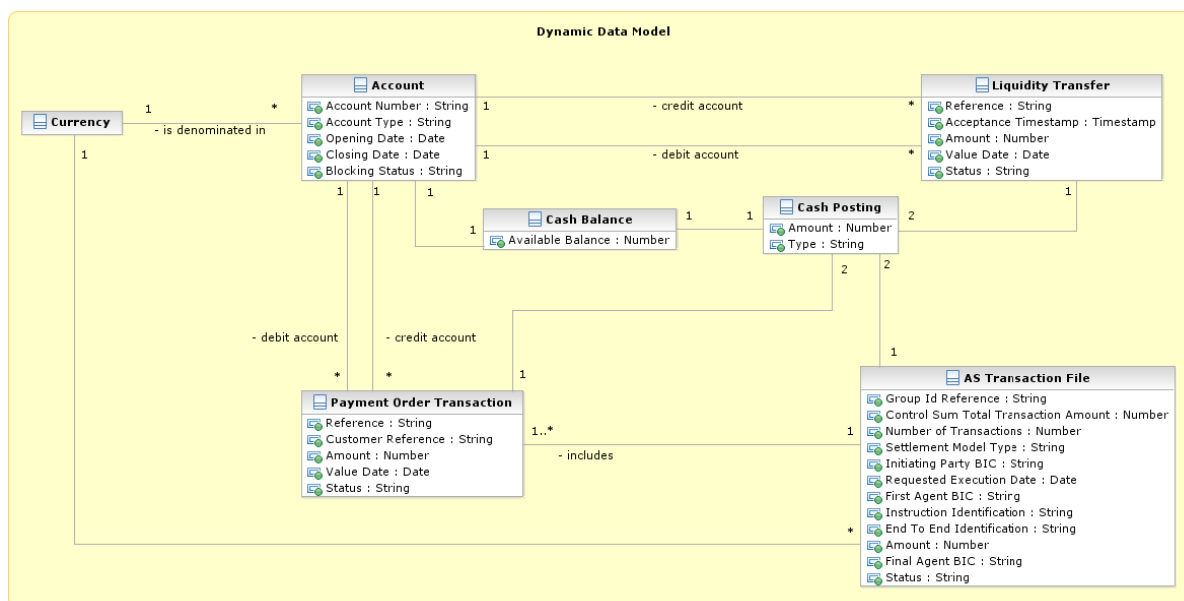 Dynamic Data Model
Account
Account Number : String
Account Type : String
Opening Date : Date
Closing Date : Date
Blocking Status : String
Liquidity Transfer
Reference : String
Acceptance Timestamp : Timestamp
Amount : Number
Value Date : Date
Status : String
Currency
1
*
- is denominated in
1
1
- credit account
*
1
- debit account
*
1
1
1
1
Cash Balance
Available Balance : Number
1
1
1
Cash Posting
Amount : Number
Type : String
2
1
2
2
- debit account
- credit account
*
*
1
1
Payment Order Transaction
Reference : String
Customer Reference : String
Amount : Number
Value Date : Date
Status : String
1..*
1
- includes
*
AS Transaction File
Group Id Reference : String
Control Sum Total Transaction Amount : Number
Number of Transactions : Number
Settlement Model Type : String
Initiating Party BIC : String
Requested Execution Date : Date
First Agent BIC : String
Instruction Identification : String
End To End Identification : String
Amount : Number
Final Agent BIC : String
Status : String